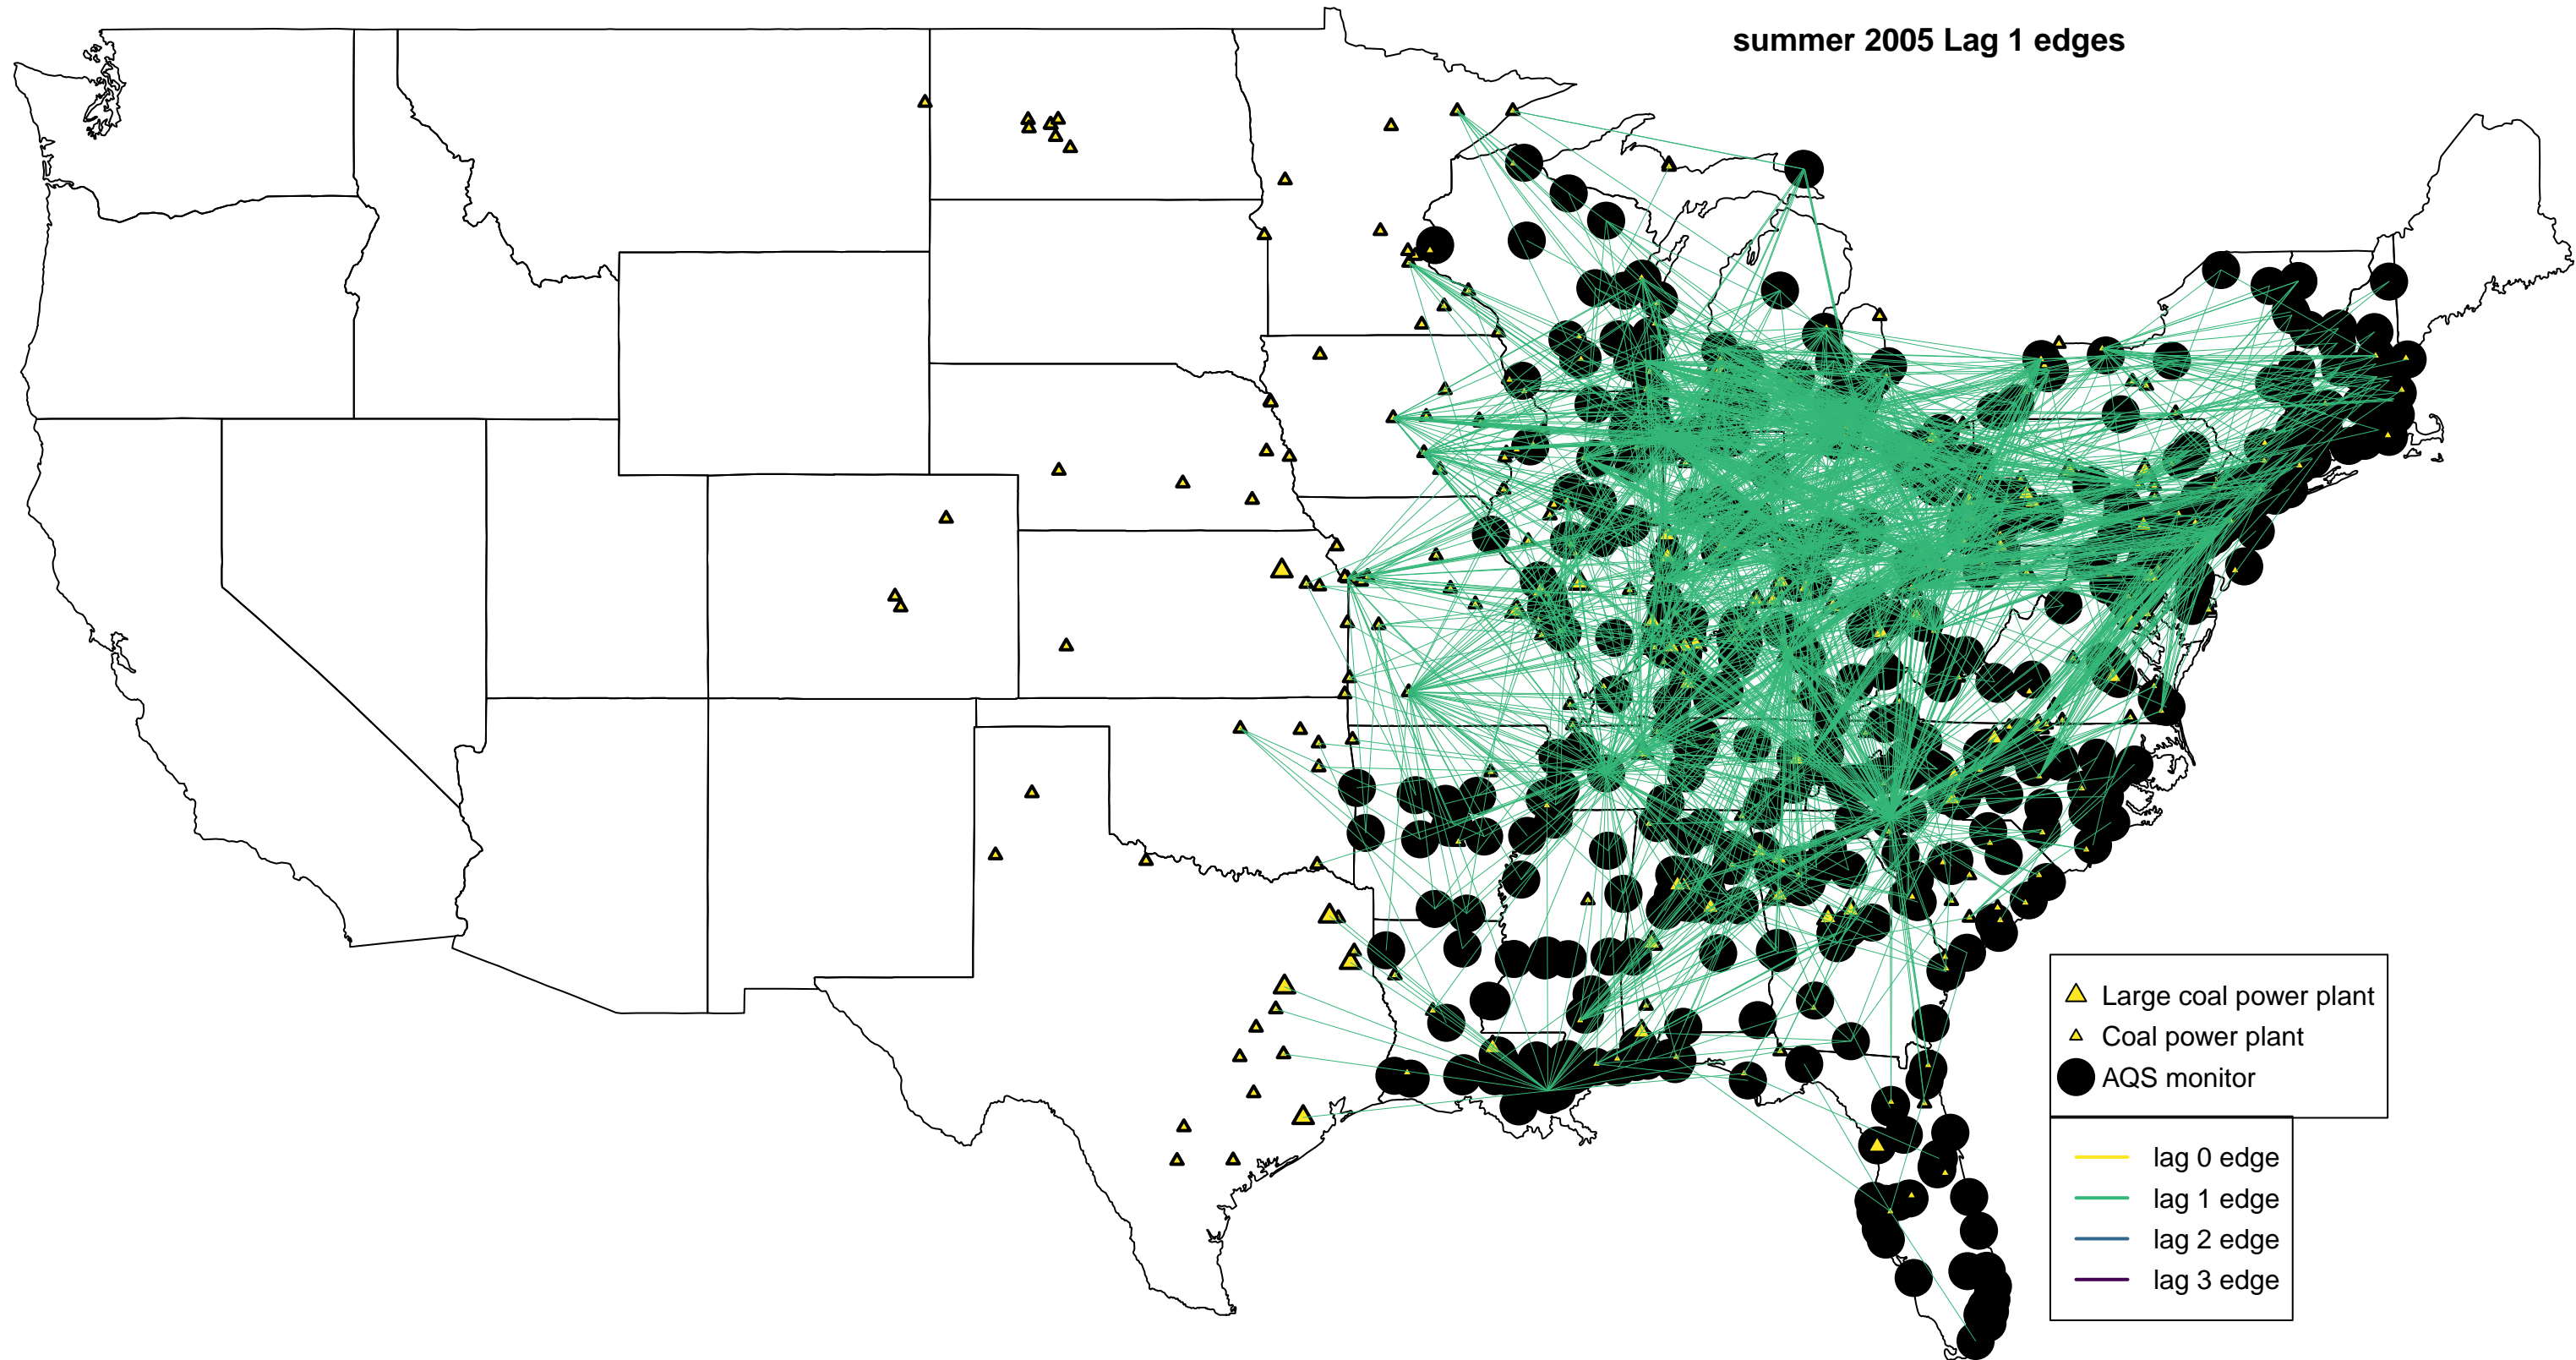 summer 2005 Lag 1 edges
Large coal power plant
Coal power plant
AQS monitor
lag 0 edge
lag 1 edge
lag 2 edge
lag 3 edge